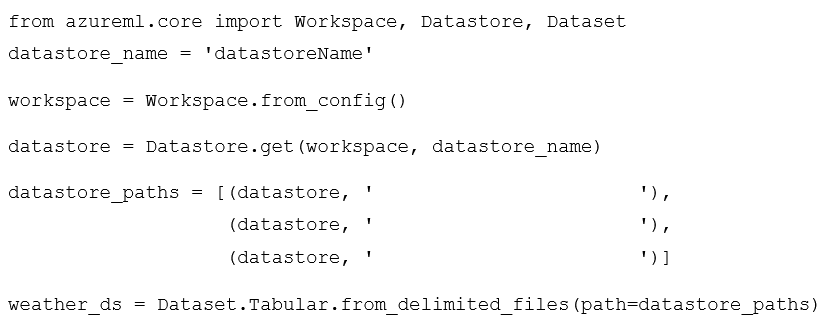 from azureml.core import Workspace, Datastore, Dataset
datastore_name = 'datastoreName'
workspace = Workspace.from_config()
datastore = Datastore.get(workspace, datastore_name)
datastore_paths = [(datastore, '                        '),
                    (datastore, '                        '),
                    (datastore, '                        ')]
weather_ds = Dataset.Tabular.from_delimited_files(path=datastore_paths)